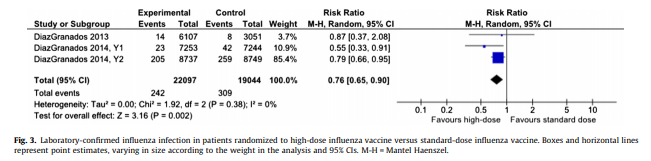 Experimental Control Risk Ratio Risk Ratio
Study or Subgroup Events Total Events Total Weight M-H, Random, 95% CI M-H, Random, 95% CI
DiazGranados 2013 14 6107 8 3051 3.7% 0.87 [0.37, 2.08]
DiazGranados 2014, Y1 23 7253 42 7244 10.9% 0.55 [0.33, 0.91]
DiazGranados 2014, Y2 205 8737 259 8749 85.4% 0.79 [0.66, 0.95]
Total (95% CI) 22097 19044 100.0% 0.76 [0.65, 0.90]
Total events 242 309
Heterogeneity: Tau² = 0.00; Chi² = 1.92, df = 2 (P = 0.38); I² = 0%
Test for overall effect: Z = 3.16 (P = 0.002)
0.1 0.2 0.5 1 2 5 10
Favours high-dose Favours standard dose
Fig. 3. Laboratory-confirmed influenza infection in patients randomized to high-dose influenza vaccine versus standard-dose influenza vaccine. Boxes and horizontal lines
represent point estimates, varying in size according to the weight in the analysis and 95% CIs. M-H = Mantel Haenszel.